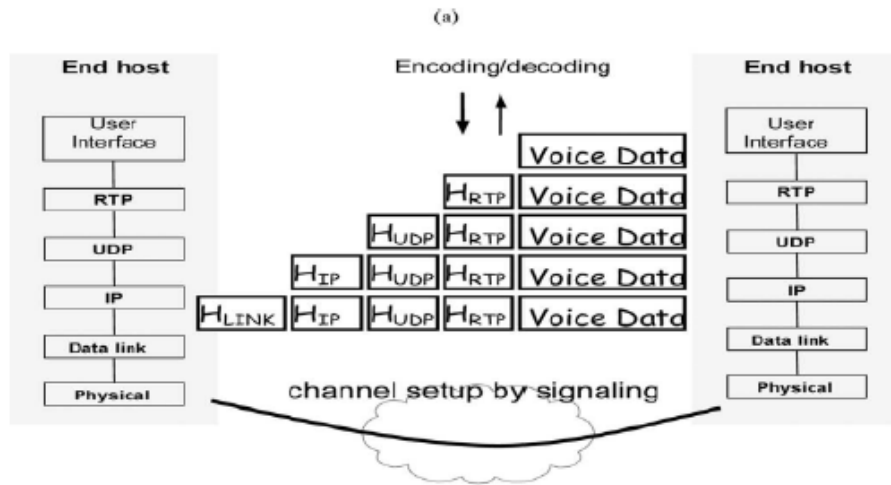 (a)
End host
Encoding/decoding
End host
User
Interface
User
Interface
Voice Data
RTP
HRTP Voice Data
RTP
UDP
HUDP HRTP Voice Data
UDP
IP
HIP HUDP HRTP Voice Data
IP
HLINK HIP HUDP HRTP Voice Data
Data link
Data link
Physical
channel setup by signaling
Physical